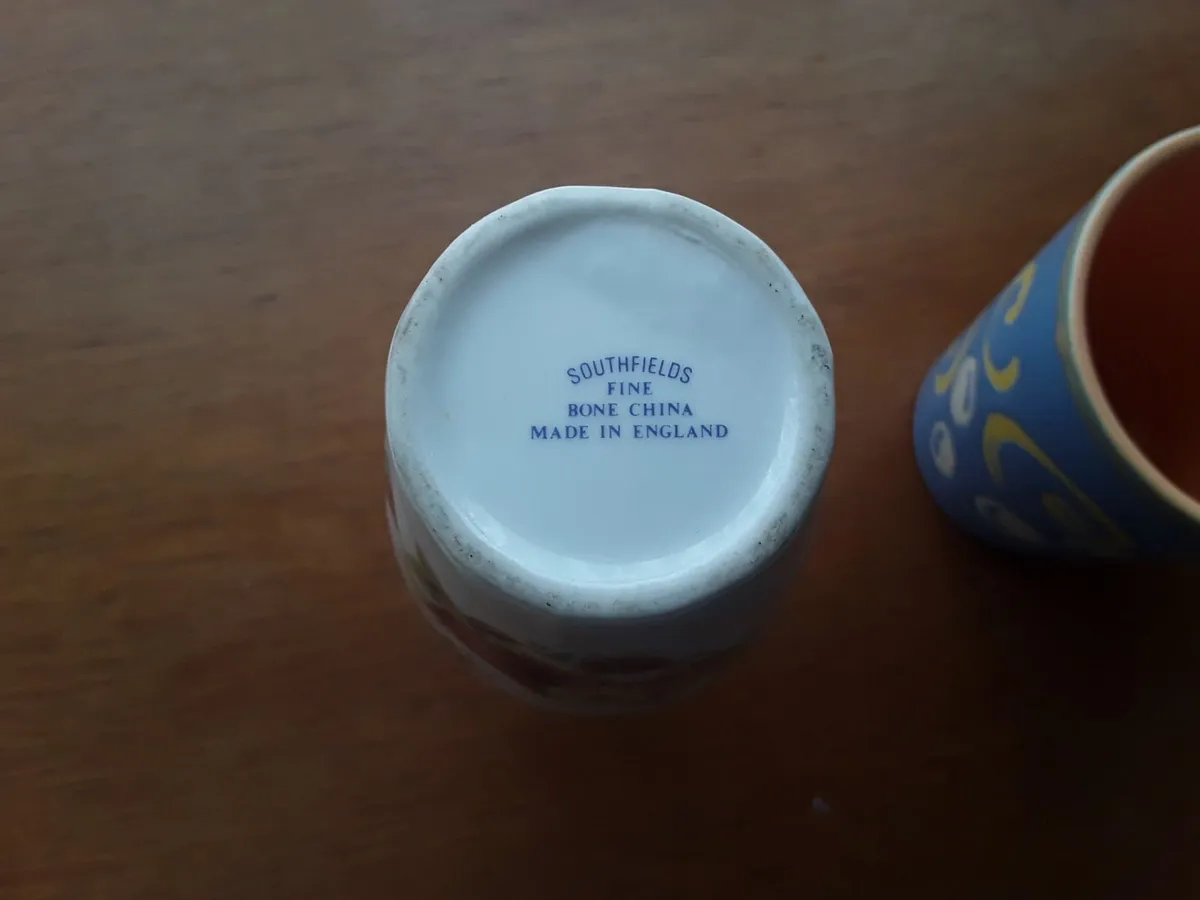 SOUTHFIELDS
FINE
BONE CHINA
MADE IN ENGLAND